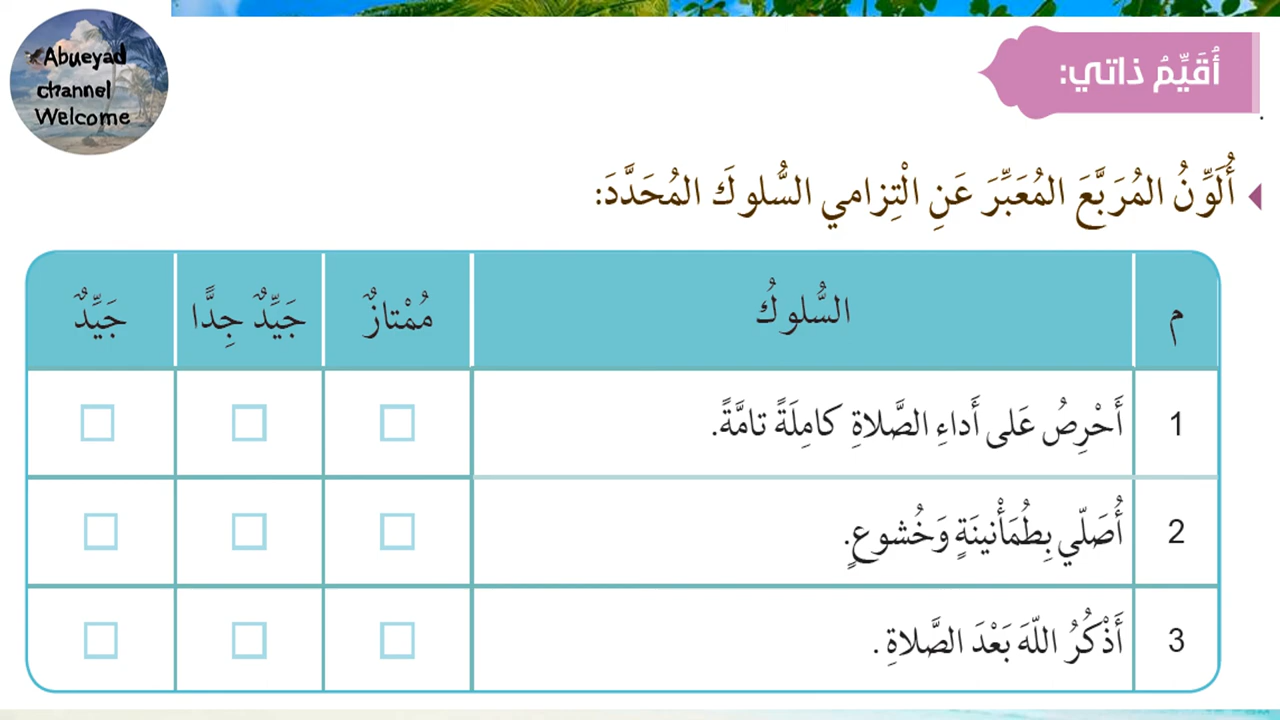 Abueyad
channel
Welcome
أُقَيِّمُ ذاتي:
أُلَوِّنُ المُرَبَّعَ المُعَبِّرَ عَنِ الْتِزامي السُّلوكَ المُحَدَّدَ:
م السُّلوكُ مُمْتازٌ جَيِّدٌ جِدًّا جَيِّدٌ
1 أَحْرِصُ عَلى أَداءِ الصَّلاةِ كامِلَةً تامَّةً.
2 أُصَلّي بِطُمَأْنينَةٍ وَخُشوعٍ.
3 أَذْكُرُ اللّهَ بَعْدَ الصَّلاةِ .